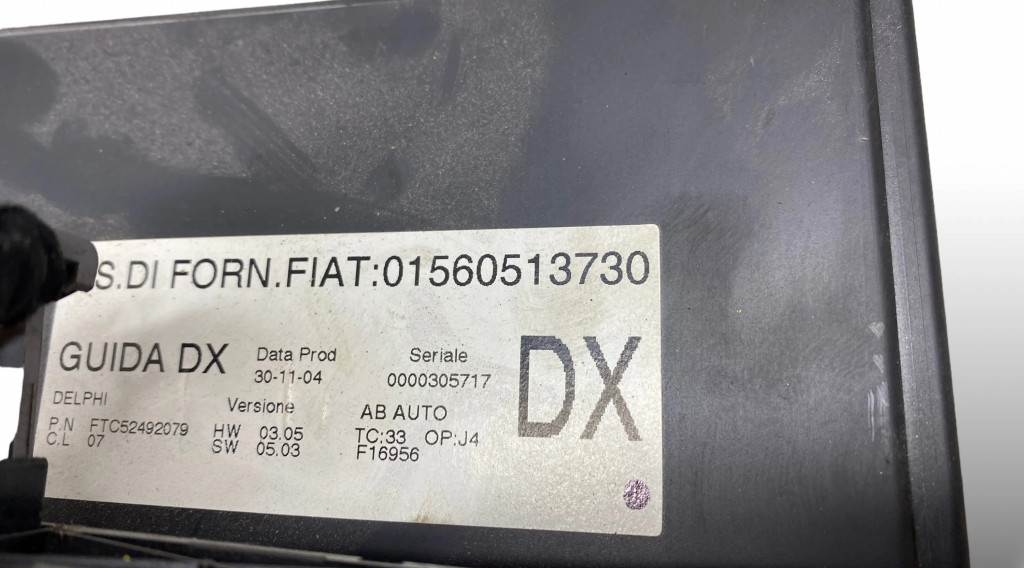 S.DI FORN.FIAT:01560513730
GUIDA DX
Data Prod
30-11-04
Seriale
0000305717
DX
DELPHI
P.N FTC52492079
C.L 07
Versione
HW 03.05
SW 05.03
AB AUTO
TC:33 OP:J4
F16956